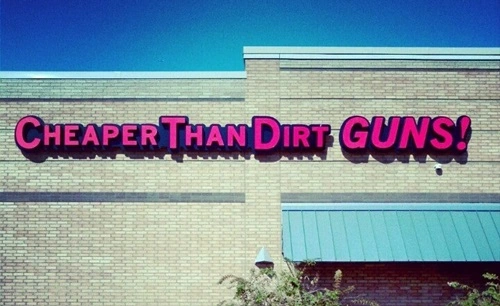 CHEAPER THAN DIRT GUNS!